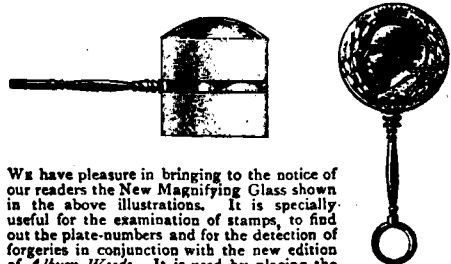 WE have pleasure in bringing to the notice of
our readers the New Magnifying Glass shown
in the above illustrations. It is specially
useful for the examination of stamps, to find
out the plate-numbers and for the detection of
forgeries in conjunction with the new edition
of Album Weeds. It is used by placing the